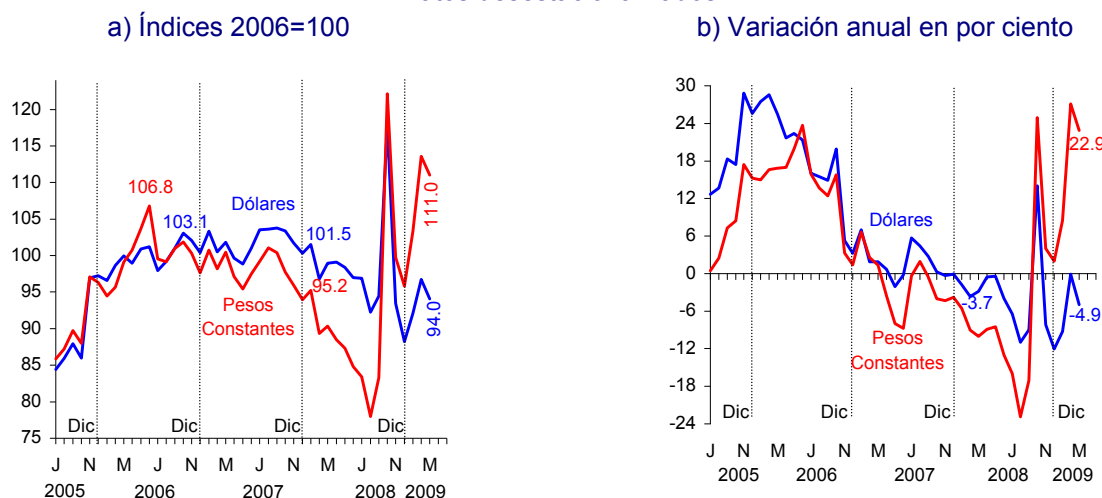 a) Índices 2006=100
120
115
110
105
100
95
90
85
80
75
106.8
103.1
Dólares
101.5
95.2
Pesos
Constantes
111.0
94.0
Dic
Dic
Dic
Dic
J N M J N M J N M J N M
2005 2006 2007 2008 2009
b) Variación anual en por ciento
30
24
18
12
6
0
-6
-12
-18
-24
22.9
Dólares
-3.7
-4.9
Pesos
Constantes
Dic
Dic
Dic
Dic
J N M J N M J N M J N M
2005 2006 2007 2008 2009